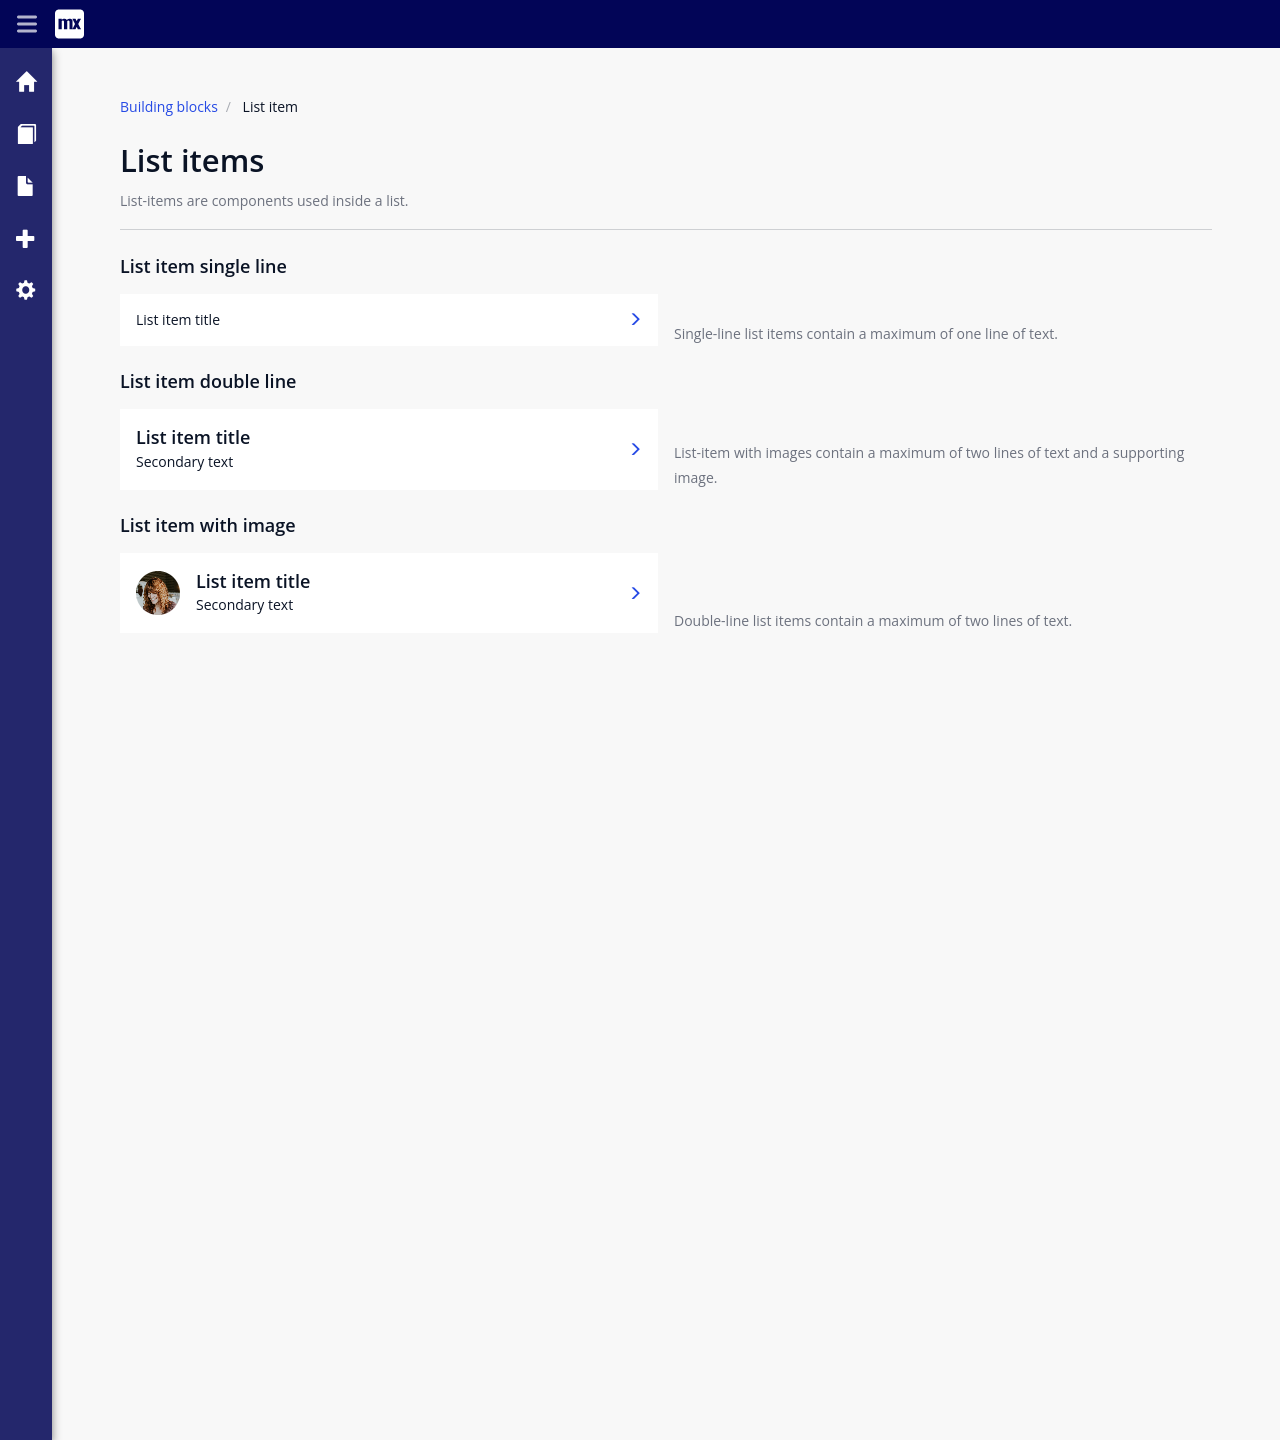 mx
Building blocks / List item
List items
List-items are components used inside a list.
List item single line
List item title
Single-line list items contain a maximum of one line of text.
List item double line
List item title
Secondary text
List-item with images contain a maximum of two lines of text and a supporting
image.
List item with image
List item title
Secondary text
Double-line list items contain a maximum of two lines of text.